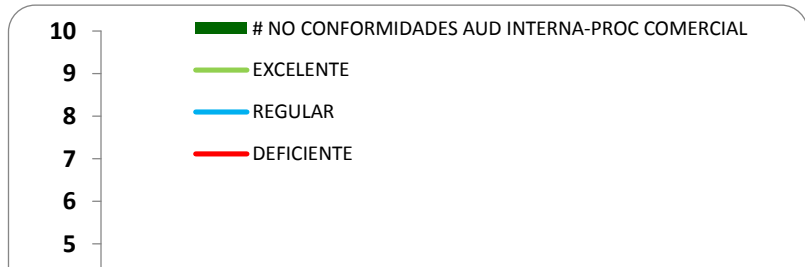 10
# NO CONFORMIDADES AUD INTERNA-PROC COMERCIAL
9
EXCELENTE
8
REGULAR
7
DEFICIENTE
6
5